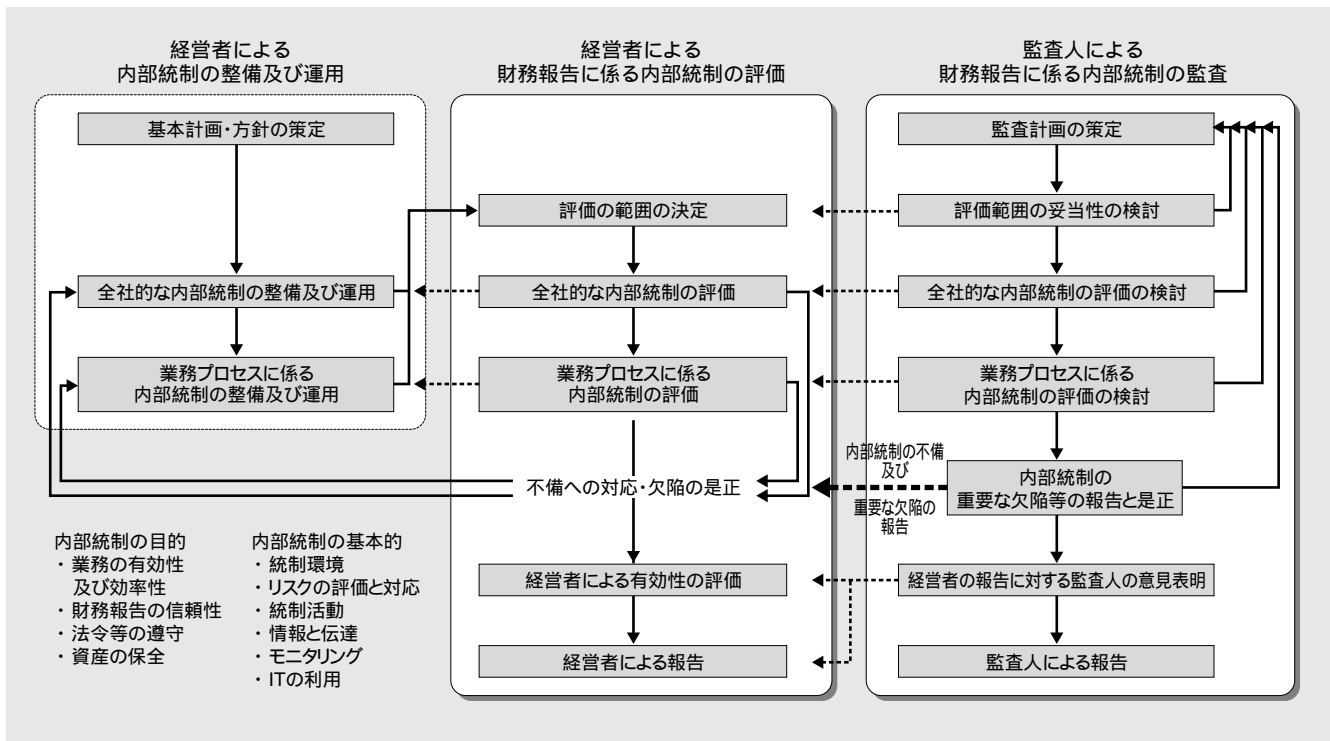 経営者による
内部統制の整備及び運用
基本計画・方針の策定
全社的な内部統制の整備及び運用
業務プロセスに係る
内部統制の整備及び運用
経営者による
財務報告に係る内部統制の評価
評価の範囲の決定
全社的な内部統制の評価
業務プロセスに係る
内部統制の評価
不備への対応・欠陥の是正
経営者による有効性の評価
経営者による報告
監査人による
財務報告に係る内部統制の監査
監査計画の策定
評価範囲の妥当性の検討
全社的な内部統制の評価の検討
業務プロセスに係る
内部統制の評価の検討
内部統制の不備
及び
重要な欠陥の
報告
内部統制の
重要な欠陥等の報告と是正
経営者の報告に対する監査人の意見表明
監査人による報告
内部統制の目的
・ 業務の有効性
及び効率性
・ 財務報告の信頼性
・ 法令等の遵守
・ 資産の保全
内部統制の基本的
・ 統制環境
・ リスクの評価と対応
・ 統制活動
・ 情報と伝達
・ モニタリング
・ ITの利用